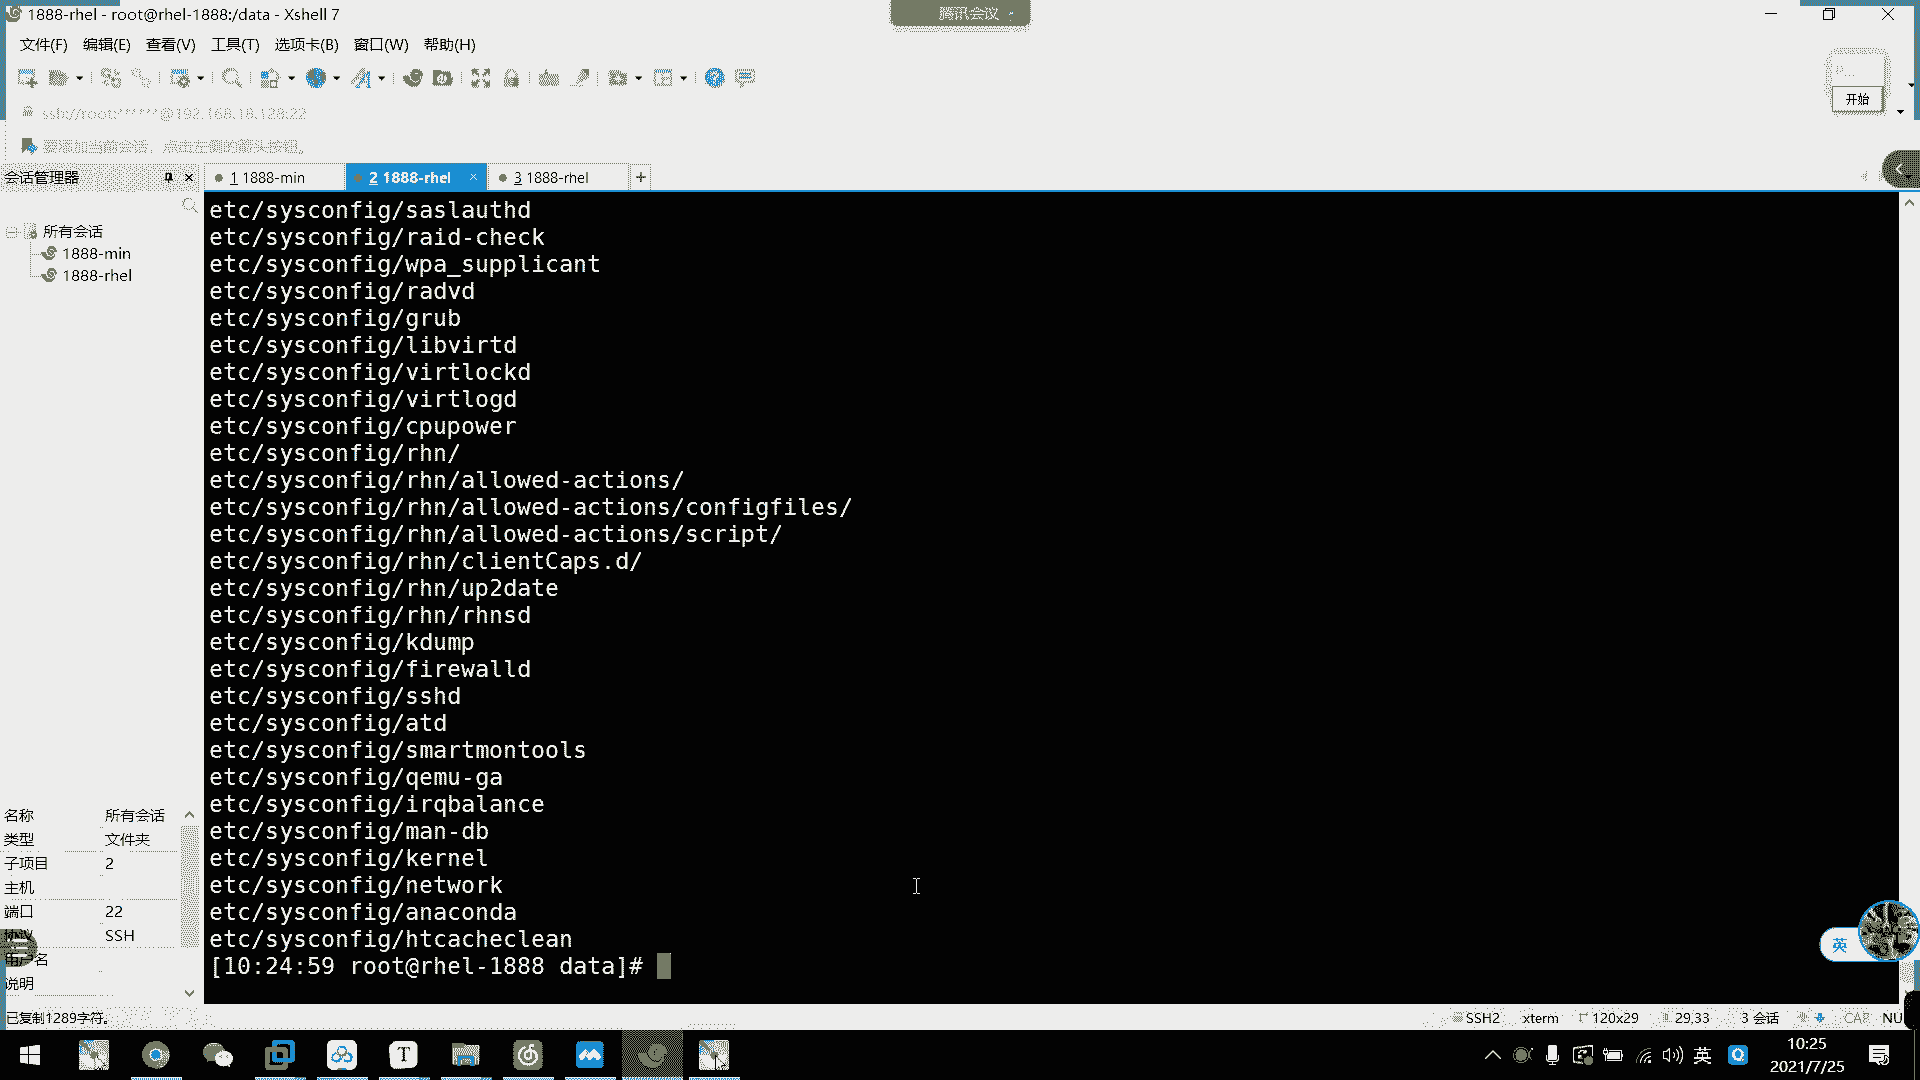 1888-rhel - root@rhel-1888:/data - Xshell 7
腾讯会议
文件(F) 编辑(E) 查看(V) 工具(T) 选项卡(B) 窗口(W) 帮助(H)
开始
ssh://root:******@192.168.18.128:22
要添加当前会话，点击左侧的箭头按钮。
会话管理器
1 1888-min
2 1888-rhel
3 1888-rhel
所有会话
1888-min
1888-rhel
etc/sysconfig/saslauthd
etc/sysconfig/raid-check
etc/sysconfig/wpa_supplicant
etc/sysconfig/radvd
etc/sysconfig/grub
etc/sysconfig/libvirtd
etc/sysconfig/virtlockd
etc/sysconfig/virtlogd
etc/sysconfig/cpupower
etc/sysconfig/rhn/
etc/sysconfig/rhn/allowed-actions/
etc/sysconfig/rhn/allowed-actions/configfiles/
etc/sysconfig/rhn/allowed-actions/script/
etc/sysconfig/rhn/clientCaps.d/
etc/sysconfig/rhn/up2date
etc/sysconfig/rhn/rhnsd
etc/sysconfig/kdump
etc/sysconfig/firewalld
etc/sysconfig/sshd
etc/sysconfig/atd
etc/sysconfig/smartmontools
etc/sysconfig/qemu-ga
etc/sysconfig/irqbalance
etc/sysconfig/man-db
etc/sysconfig/kernel
etc/sysconfig/network
etc/sysconfig/anaconda
etc/sysconfig/htcacheclean
[10:24:59 root@rhel-1888 data]#
名称 所有会话
类型 文件夹
子项目 2
主机
端口 22
协议 SSH
用户名
说明
英
已复制1289字符。
SSH2 xterm 120x29 29,33 3 会话 CAP NU
英
10:25
2021/7/25